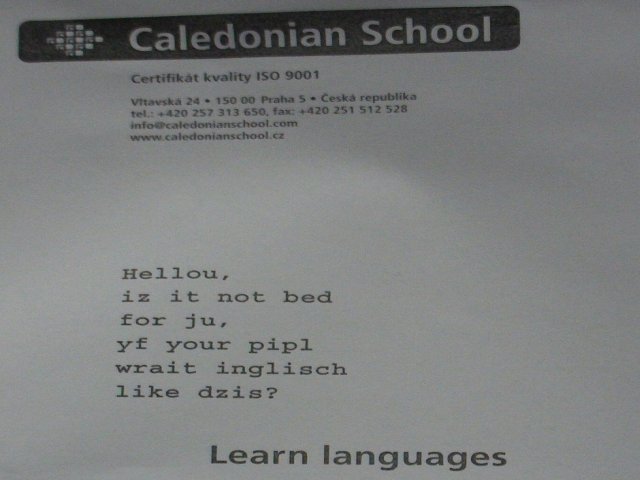 Caledonian School
Certifikát kvality ISO 9001
Vltavská 24 • 150 00 Praha 5 • Česká republika
tel.: +420 257 313 650, fax: +420 251 512 528
info@caledonianschool.com
www.caledonianschool.cz
Hellou,
iz it not bed
for ju,
yf your pipl
wrait inglisch
like dzis?
Learn languages